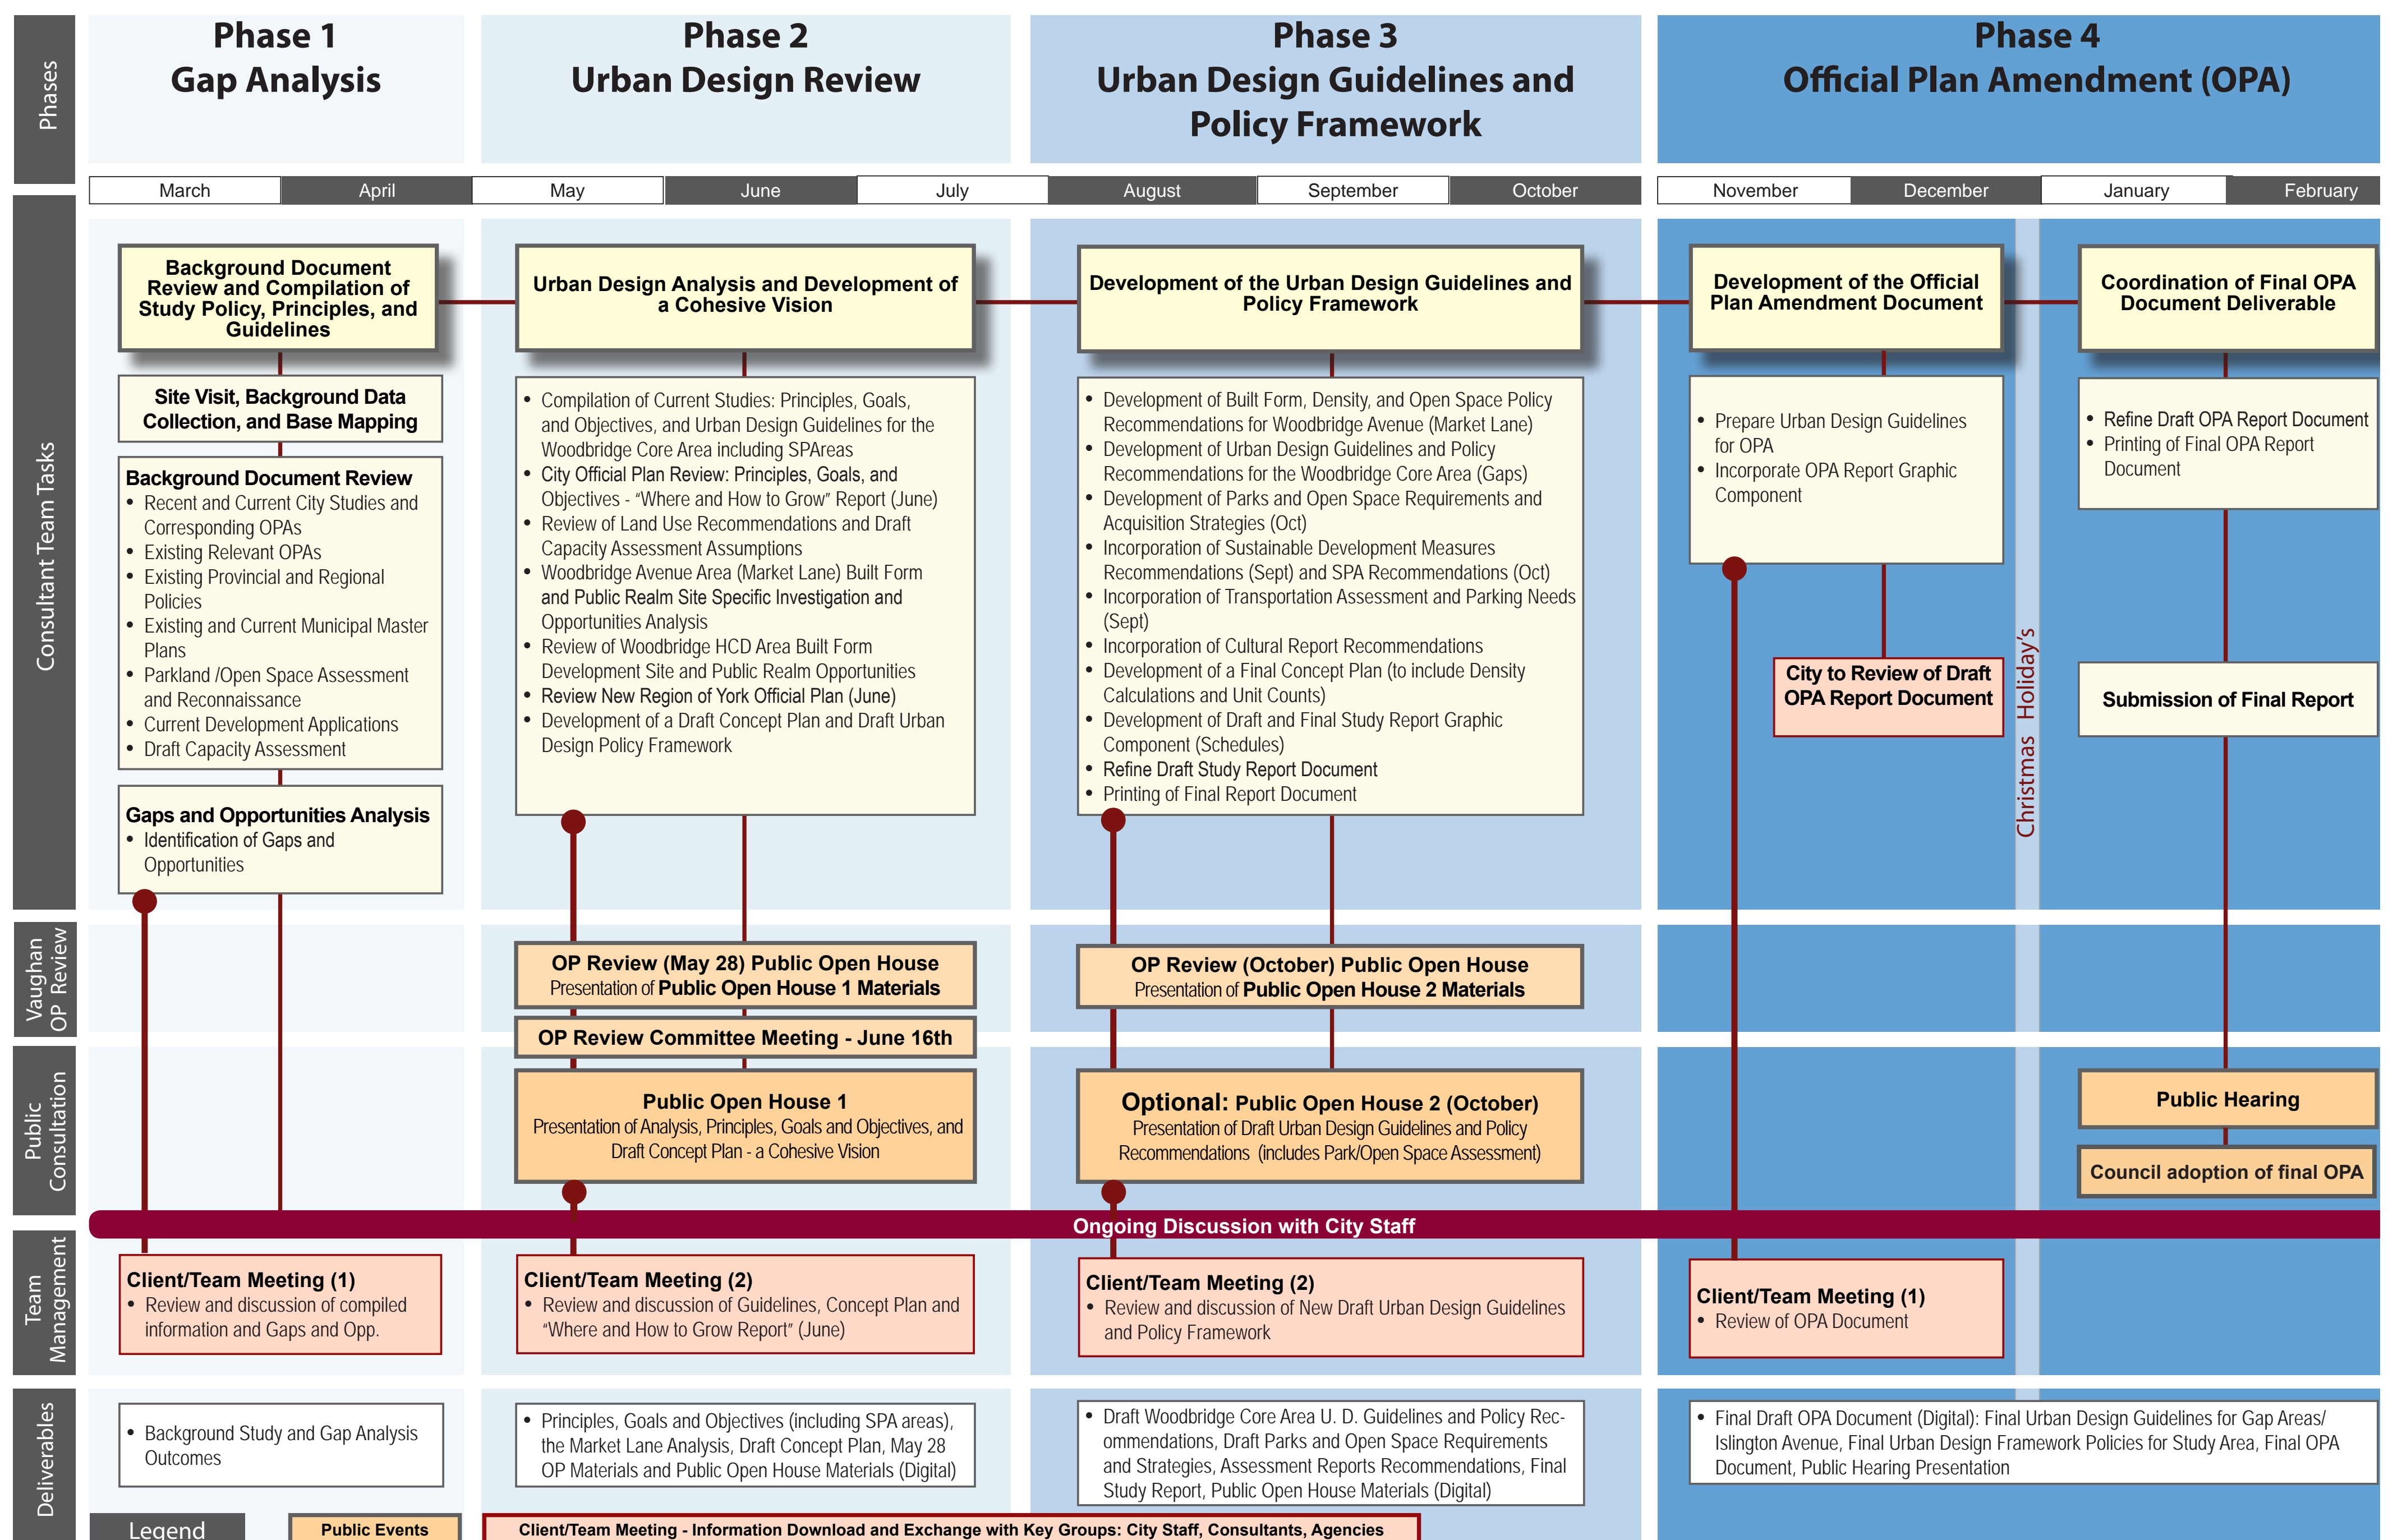 Phases
Phase 1
Gap Analysis
Phase 2
Urban Design Review
Phase 3
Urban Design Guidelines and
Policy Framework
Phase 4
Official Plan Amendment (OPA)
March
April
May
June
July
August
September
October
November
December
January
February
Consultant Team Tasks
Background Document
Review and Compilation of
Study Policy, Principles, and
Guidelines
Site Visit, Background Data
Collection, and Base Mapping
Background Document Review
• Recent and Current City Studies and
Corresponding OPAs
• Existing Relevant OPAs
• Existing Provincial and Regional
Policies
• Existing and Current Municipal Master
Plans
• Parkland /Open Space Assessment
and Reconnaissance
• Current Development Applications
• Draft Capacity Assessment
Gaps and Opportunities Analysis
• Identification of Gaps and
Opportunities
Urban Design Analysis and Development of
a Cohesive Vision
• Compilation of Current Studies: Principles, Goals,
and Objectives, and Urban Design Guidelines for the
Woodbridge Core Area including SPAreas
• City Official Plan Review: Principles, Goals, and
Objectives - “Where and How to Grow” Report (June)
• Review of Land Use Recommendations and Draft
Capacity Assessment Assumptions
• Woodbridge Avenue Area (Market Lane) Built Form
and Public Realm Site Specific Investigation and
Opportunities Analysis
• Review of Woodbridge HCD Area Built Form
Development Site and Public Realm Opportunities
• Review New Region of York Official Plan (June)
• Development of a Draft Concept Plan and Draft Urban
Design Policy Framework
Development of the Urban Design Guidelines and
Policy Framework
• Development of Built Form, Density, and Open Space Policy
Recommendations for Woodbridge Avenue (Market Lane)
• Development of Urban Design Guidelines and Policy
Recommendations for the Woodbridge Core Area (Gaps)
• Development of Parks and Open Space Requirements and
Acquisition Strategies (Oct)
• Incorporation of Sustainable Development Measures
Recommendations (Sept) and SPA Recommendations (Oct)
• Incorporation of Transportation Assessment and Parking Needs
(Sept)
• Incorporation of Cultural Report Recommendations
• Development of a Final Concept Plan (to include Density
Calculations and Unit Counts)
• Development of Draft and Final Study Report Graphic
Component (Schedules)
• Refine Draft Study Report Document
• Printing of Final Report Document
Development of the Official
Plan Amendment Document
• Prepare Urban Design Guidelines
for OPA
• Incorporate OPA Report Graphic
Component
City to Review of Draft
OPA Report Document
Christmas Holiday’s
Coordination of Final OPA
Document Deliverable
• Refine Draft OPA Report Document
• Printing of Final OPA Report
Document
Submission of Final Report
Vaughan
OP Review
OP Review (May 28) Public Open House
Presentation of Public Open House 1 Materials
OP Review Committee Meeting - June 16th
OP Review (October) Public Open House
Presentation of Public Open House 2 Materials
Public
Consultation
Public Open House 1
Presentation of Analysis, Principles, Goals and Objectives, and
Draft Concept Plan - a Cohesive Vision
Optional: Public Open House 2 (October)
Presentation of Draft Urban Design Guidelines and Policy
Recommendations (includes Park/Open Space Assessment)
Public Hearing
Council adoption of final OPA
Ongoing Discussion with City Staff
Team
Management
Client/Team Meeting (1)
• Review and discussion of compiled
information and Gaps and Opp.
Client/Team Meeting (2)
• Review and discussion of Guidelines, Concept Plan and
“Where and How to Grow Report” (June)
Client/Team Meeting (2)
• Review and discussion of New Draft Urban Design Guidelines
and Policy Framework
Client/Team Meeting (1)
• Review of OPA Document
Deliverables
• Background Study and Gap Analysis
Outcomes
• Principles, Goals and Objectives (including SPA areas),
the Market Lane Analysis, Draft Concept Plan, May 28
OP Materials and Public Open House Materials (Digital)
• Draft Woodbridge Core Area U. D. Guidelines and Policy Rec-
ommendations, Draft Parks and Open Space Requirements
and Strategies, Assessment Reports Recommendations, Final
Study Report, Public Open House Materials (Digital)
• Final Draft OPA Document (Digital): Final Urban Design Guidelines for Gap Areas/
Islington Avenue, Final Urban Design Framework Policies for Study Area, Final OPA
Document, Public Hearing Presentation
Legend
Public Events
Client/Team Meeting - Information Download and Exchange with Key Groups: City Staff, Consultants, Agencies